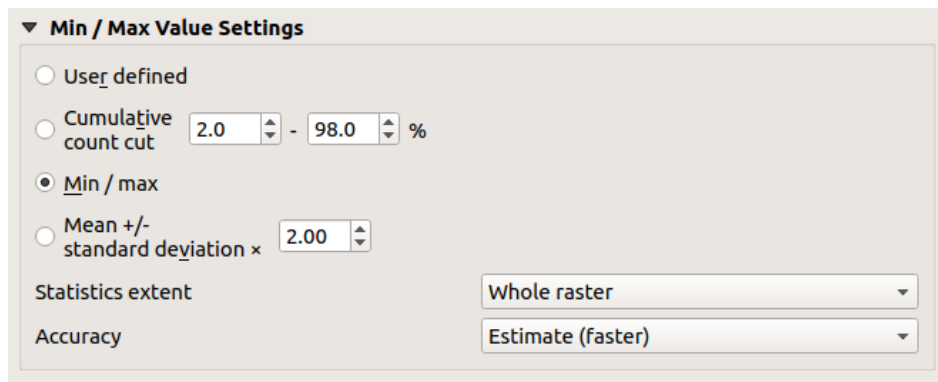 Min / Max Value Settings
User defined
Cumulative
count cut 2.0 - 98.0 %
Min / max
Mean +/-
standard deviation × 2.00
Statistics extent Whole raster
Accuracy Estimate (faster)